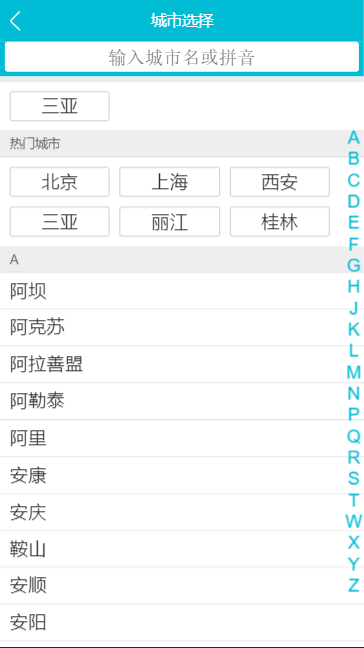 城市选择
输入城市名或拼音
三亚
热门城市
北京 上海 西安
三亚 丽江 桂林
A
阿坝
阿克苏
阿拉善盟
阿勒泰
阿里
安康
安庆
鞍山
安顺
安阳
A
B
C
D
E
F
G
H
J
K
L
M
N
P
Q
R
S
T
W
X
Y
Z